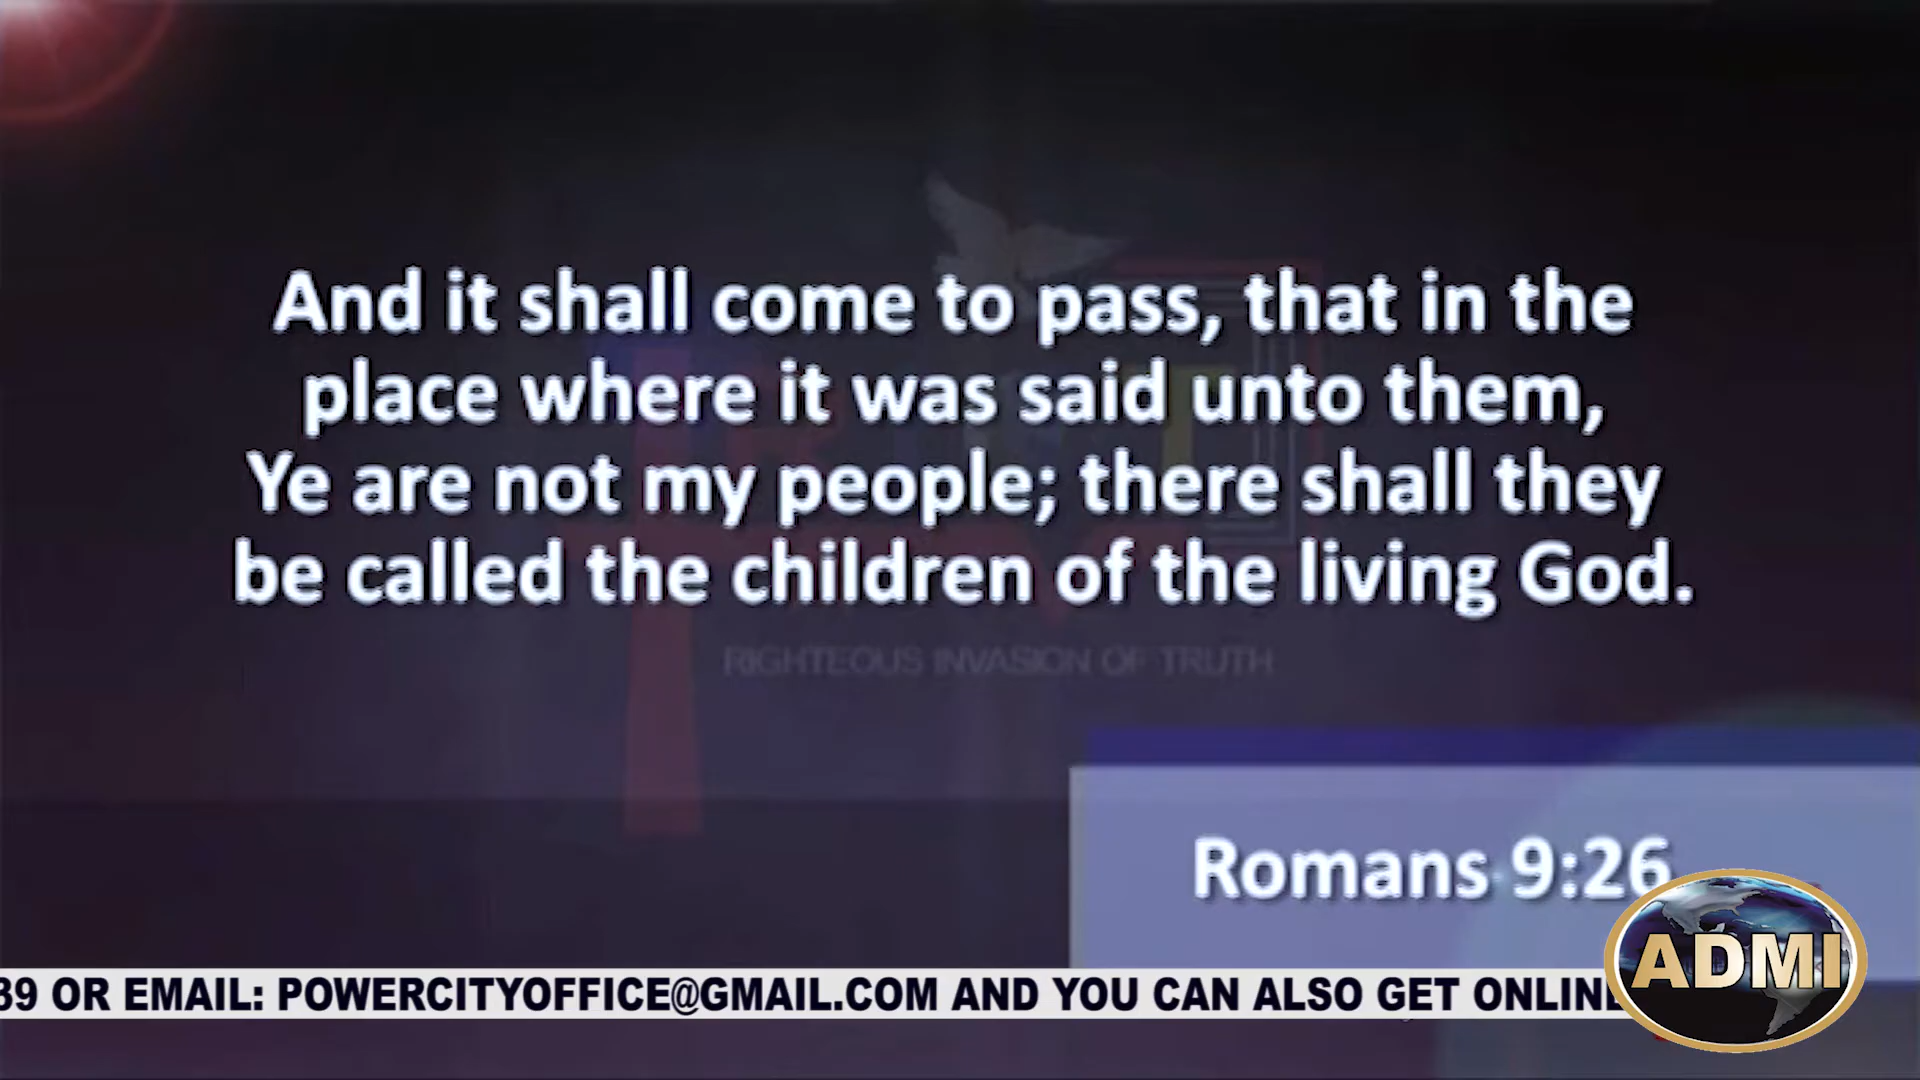 And it shall come to pass, that in the
place where it was said unto them,
Ye are not my people; there shall they
be called the children of the living God.
RIGHTEOUS INVASION OF TRUTH
Romans 9:26
39 OR EMAIL: POWERCITYOFFICE@GMAIL.COM AND YOU CAN ALSO GET ONLINE
ADMI